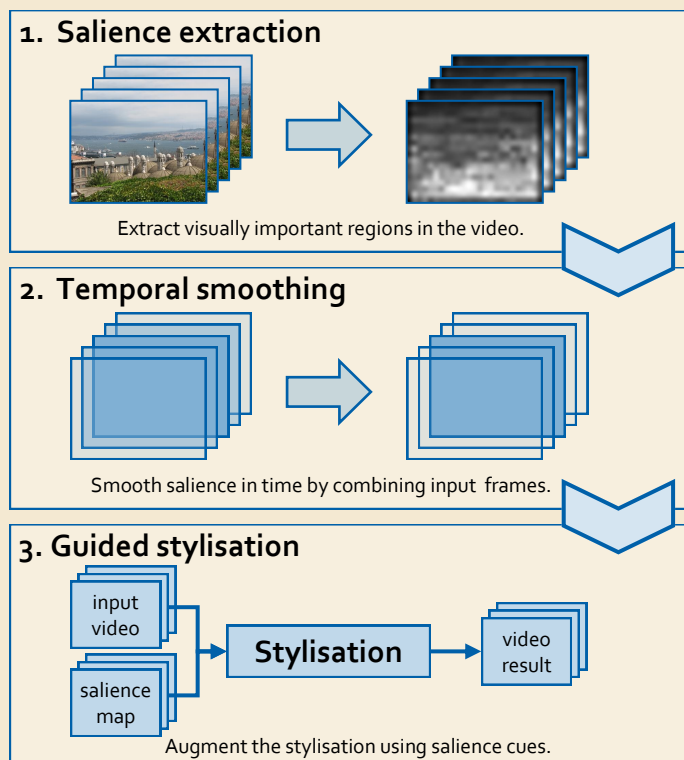 1. Salience extraction
Extract visually important regions in the video.
2. Temporal smoothing
Smooth salience in time by combining input frames.
3. Guided stylisation
input
video
salience
map
Stylisation
video
result
Augment the stylisation using salience cues.